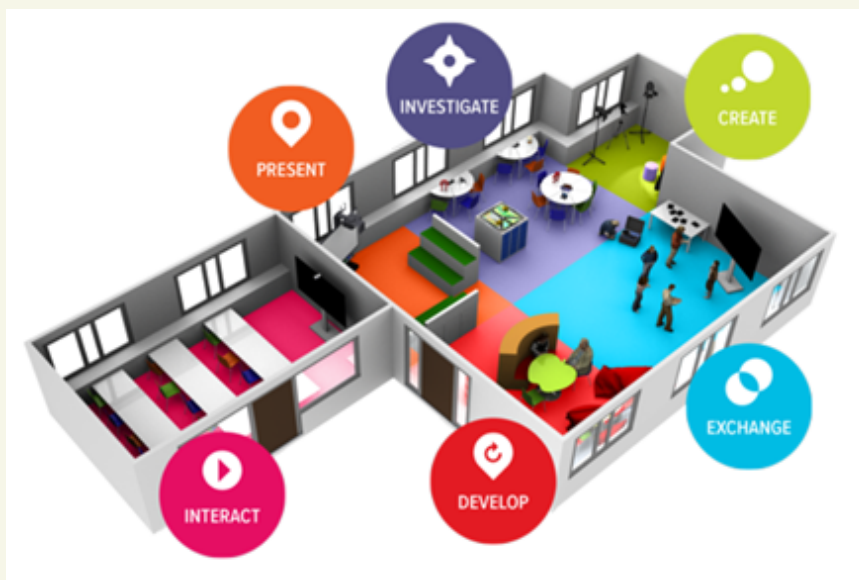 INVESTIGATE
CREATE
PRESENT
EXCHANGE
DEVELOP
INTERACT